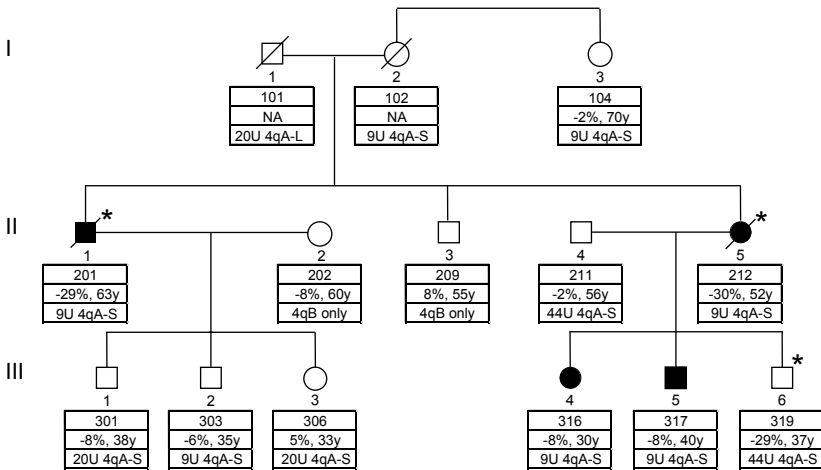 I
1
2
3
101
NA
20U 4qA-L
102
NA
9U 4qA-S
104
-2%, 70y
9U 4qA-S
II
*
*
1
2
3
4
5
201
-29%, 63y
9U 4qA-S
202
-8%, 60y
4qB only
209
8%, 55y
4qB only
211
-2%, 56y
44U 4qA-S
212
-30%, 52y
9U 4qA-S
III
*
1
2
3
4
5
6
301
-8%, 38y
20U 4qA-S
303
-6%, 35y
9U 4qA-S
306
5%, 33y
20U 4qA-S
316
-8%, 30y
9U 4qA-S
317
-8%, 40y
9U 4qA-S
319
-29%, 37y
44U 4qA-S